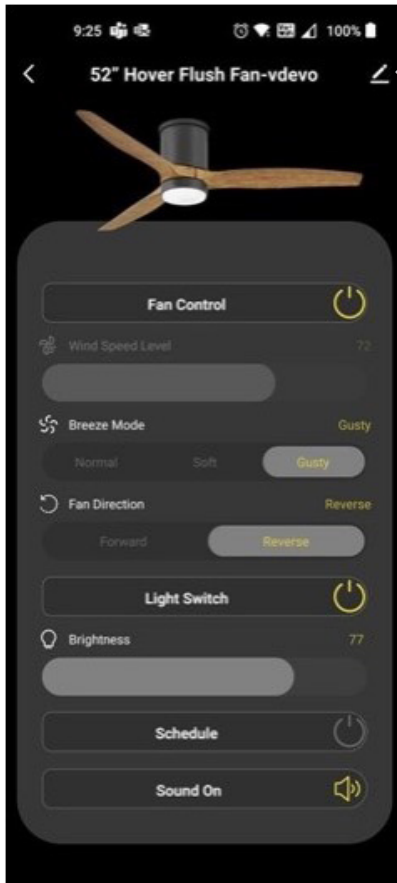 9:25 100%
52" Hover Flush Fan-vdevo
Fan Control
Wind Speed Level 72
Breeze Mode Gusty
Normal Soft Gusty
Fan Direction Reverse
Forward Reverse
Light Switch
Brightness 77
Schedule
Sound On